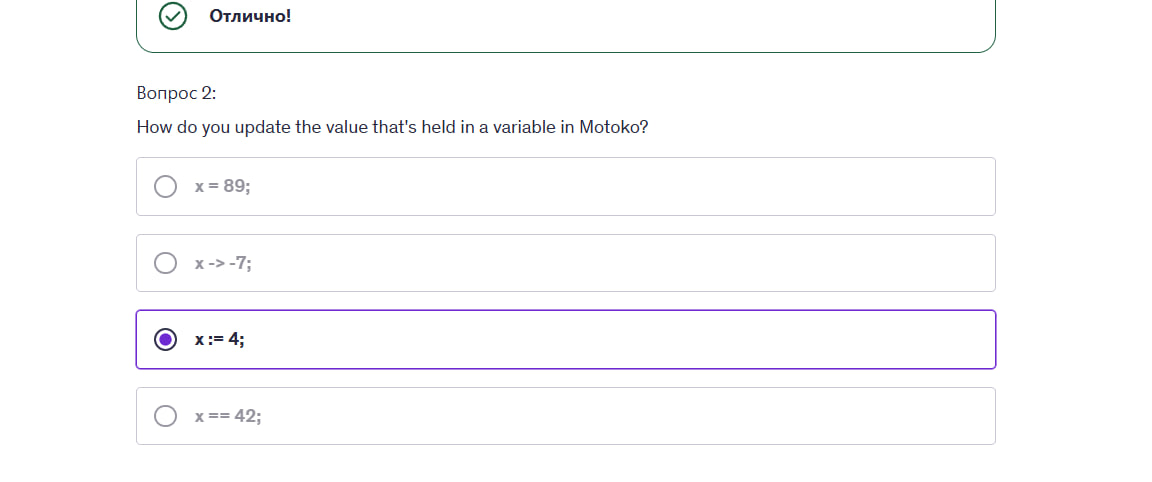 Отлично!
Вопрос 2:
How do you update the value that's held in a variable in Motoko?
x = 89;
x -> -7;
x := 4;
x == 42;